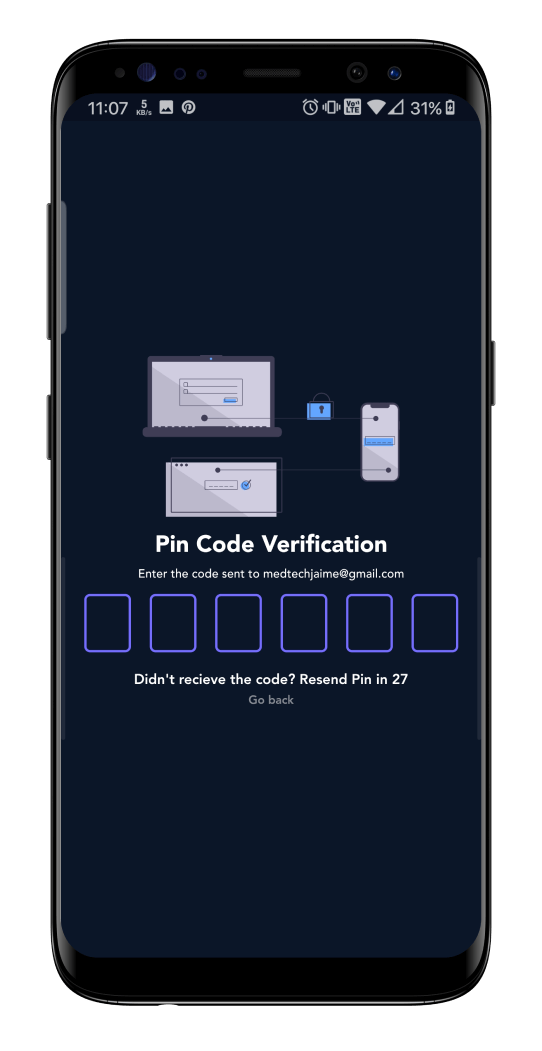 11:07 5 KB/s Vo LTE 31%
Pin Code Verification
Enter the code sent to medtechjaime@gmail.com
Didn't recieve the code? Resend Pin in 27
Go back